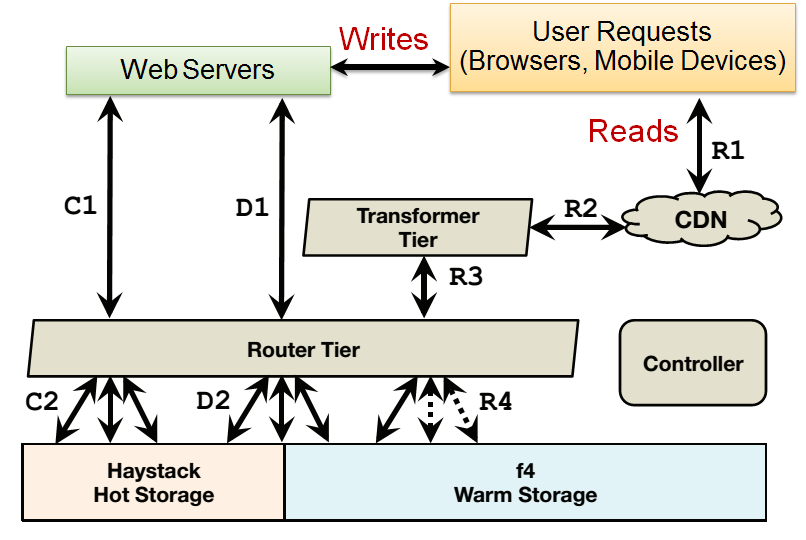 Writes
User Requests
(Browsers, Mobile Devices)
Web Servers
Reads
R1
C1
D1
Transformer
Tier
R2
CDN
R3
Router Tier
Controller
C2
D2
R4
Haystack
Hot Storage
f4
Warm Storage